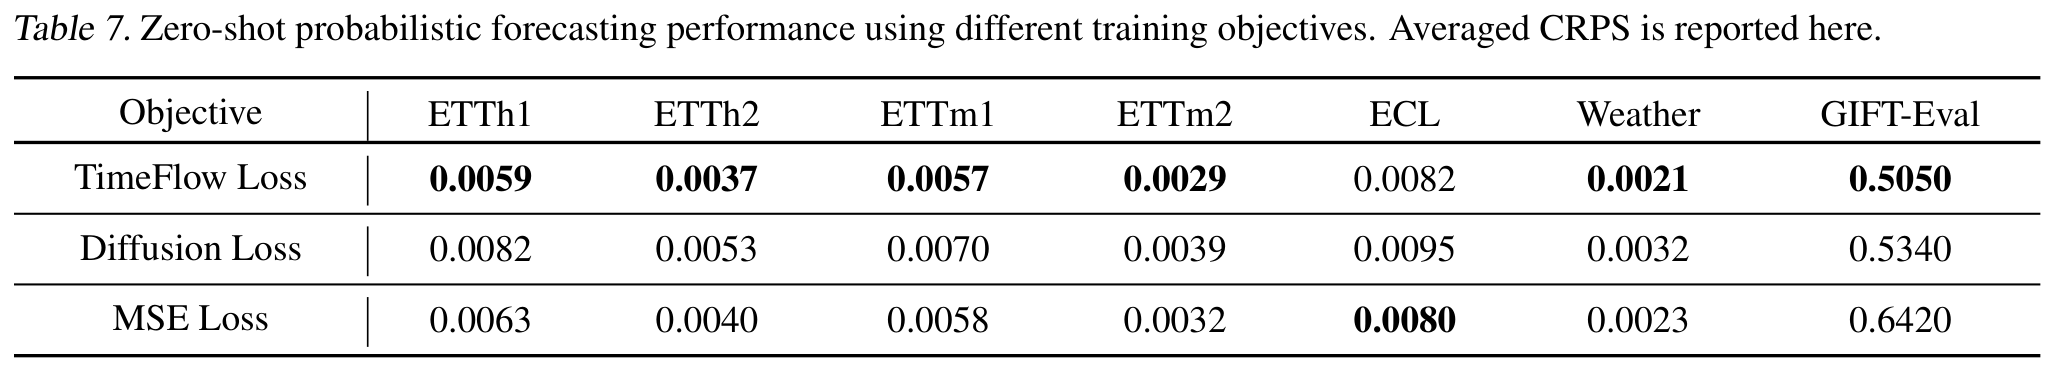 Table 7. Zero-shot probabilistic forecasting performance using different training objectives. Averaged CRPS is reported here.
Objective ETTh1 ETTh2 ETTm1 ETTm2 ECL Weather GIFT-Eval
TimeFlow Loss 0.0059 0.0037 0.0057 0.0029 0.0082 0.0021 0.5050
Diffusion Loss 0.0082 0.0053 0.0070 0.0039 0.0095 0.0032 0.5340
MSE Loss 0.0063 0.0040 0.0058 0.0032 0.0080 0.0023 0.6420